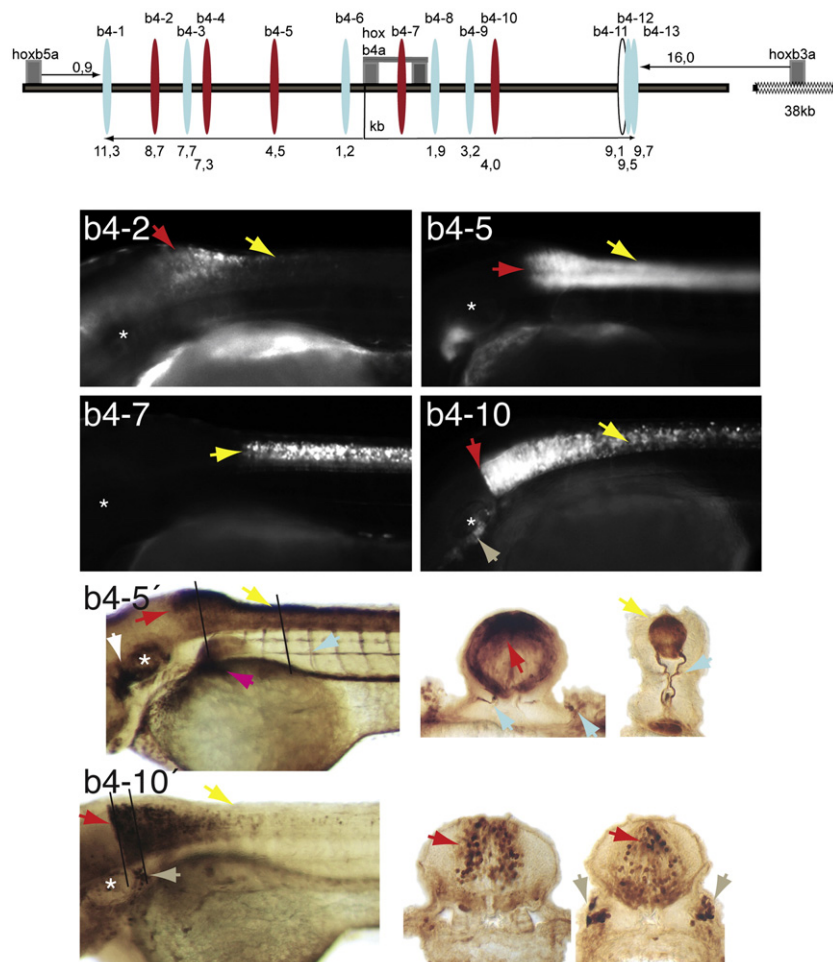 b4-12
b4-2 b4-4 b4-6 hox b4-8 b4-10 b4-11 b4-13
hoxb5a b4-1 b4-3 b4-5 b4a b4-7 b4-9 hoxb3a
0,9 16,0
kb 38kb
11,3 8,7 7,7 4,5 1,2 1,9 3,2 9,1 9,7
7,3 4,0 9,5
b4-2 b4-5
*
*
b4-7 b4-10
*
*
b4-5´
*
b4-10´
*